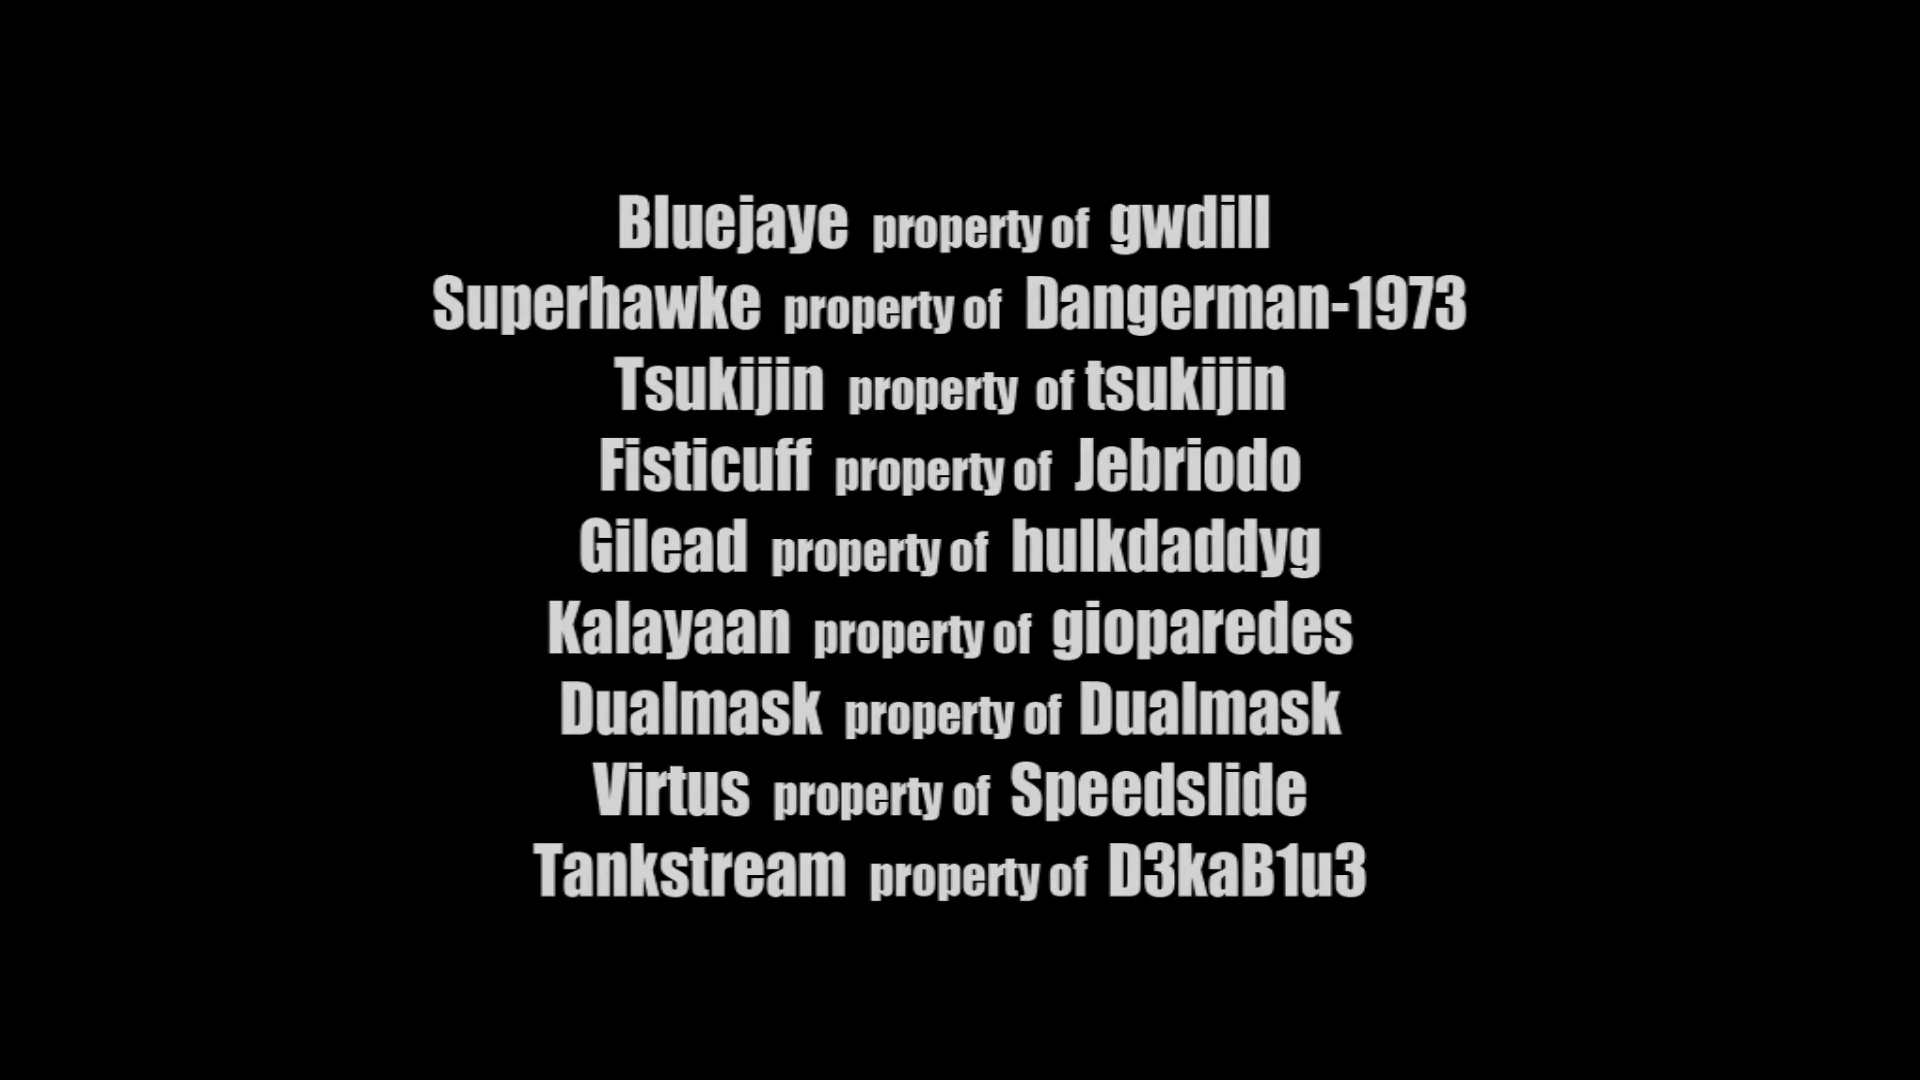 Bluejaye property of gwdill
Superhawke property of Dangerman-1973
Tsukijin property of tsukijin
Fisticuff property of Jebriodo
Gilead property of hulkdaddyg
Kalayaan property of gioparedes
Dualmask property of Dualmask
Virtus property of Speedslide
Tankstream property of D3kaB1u3